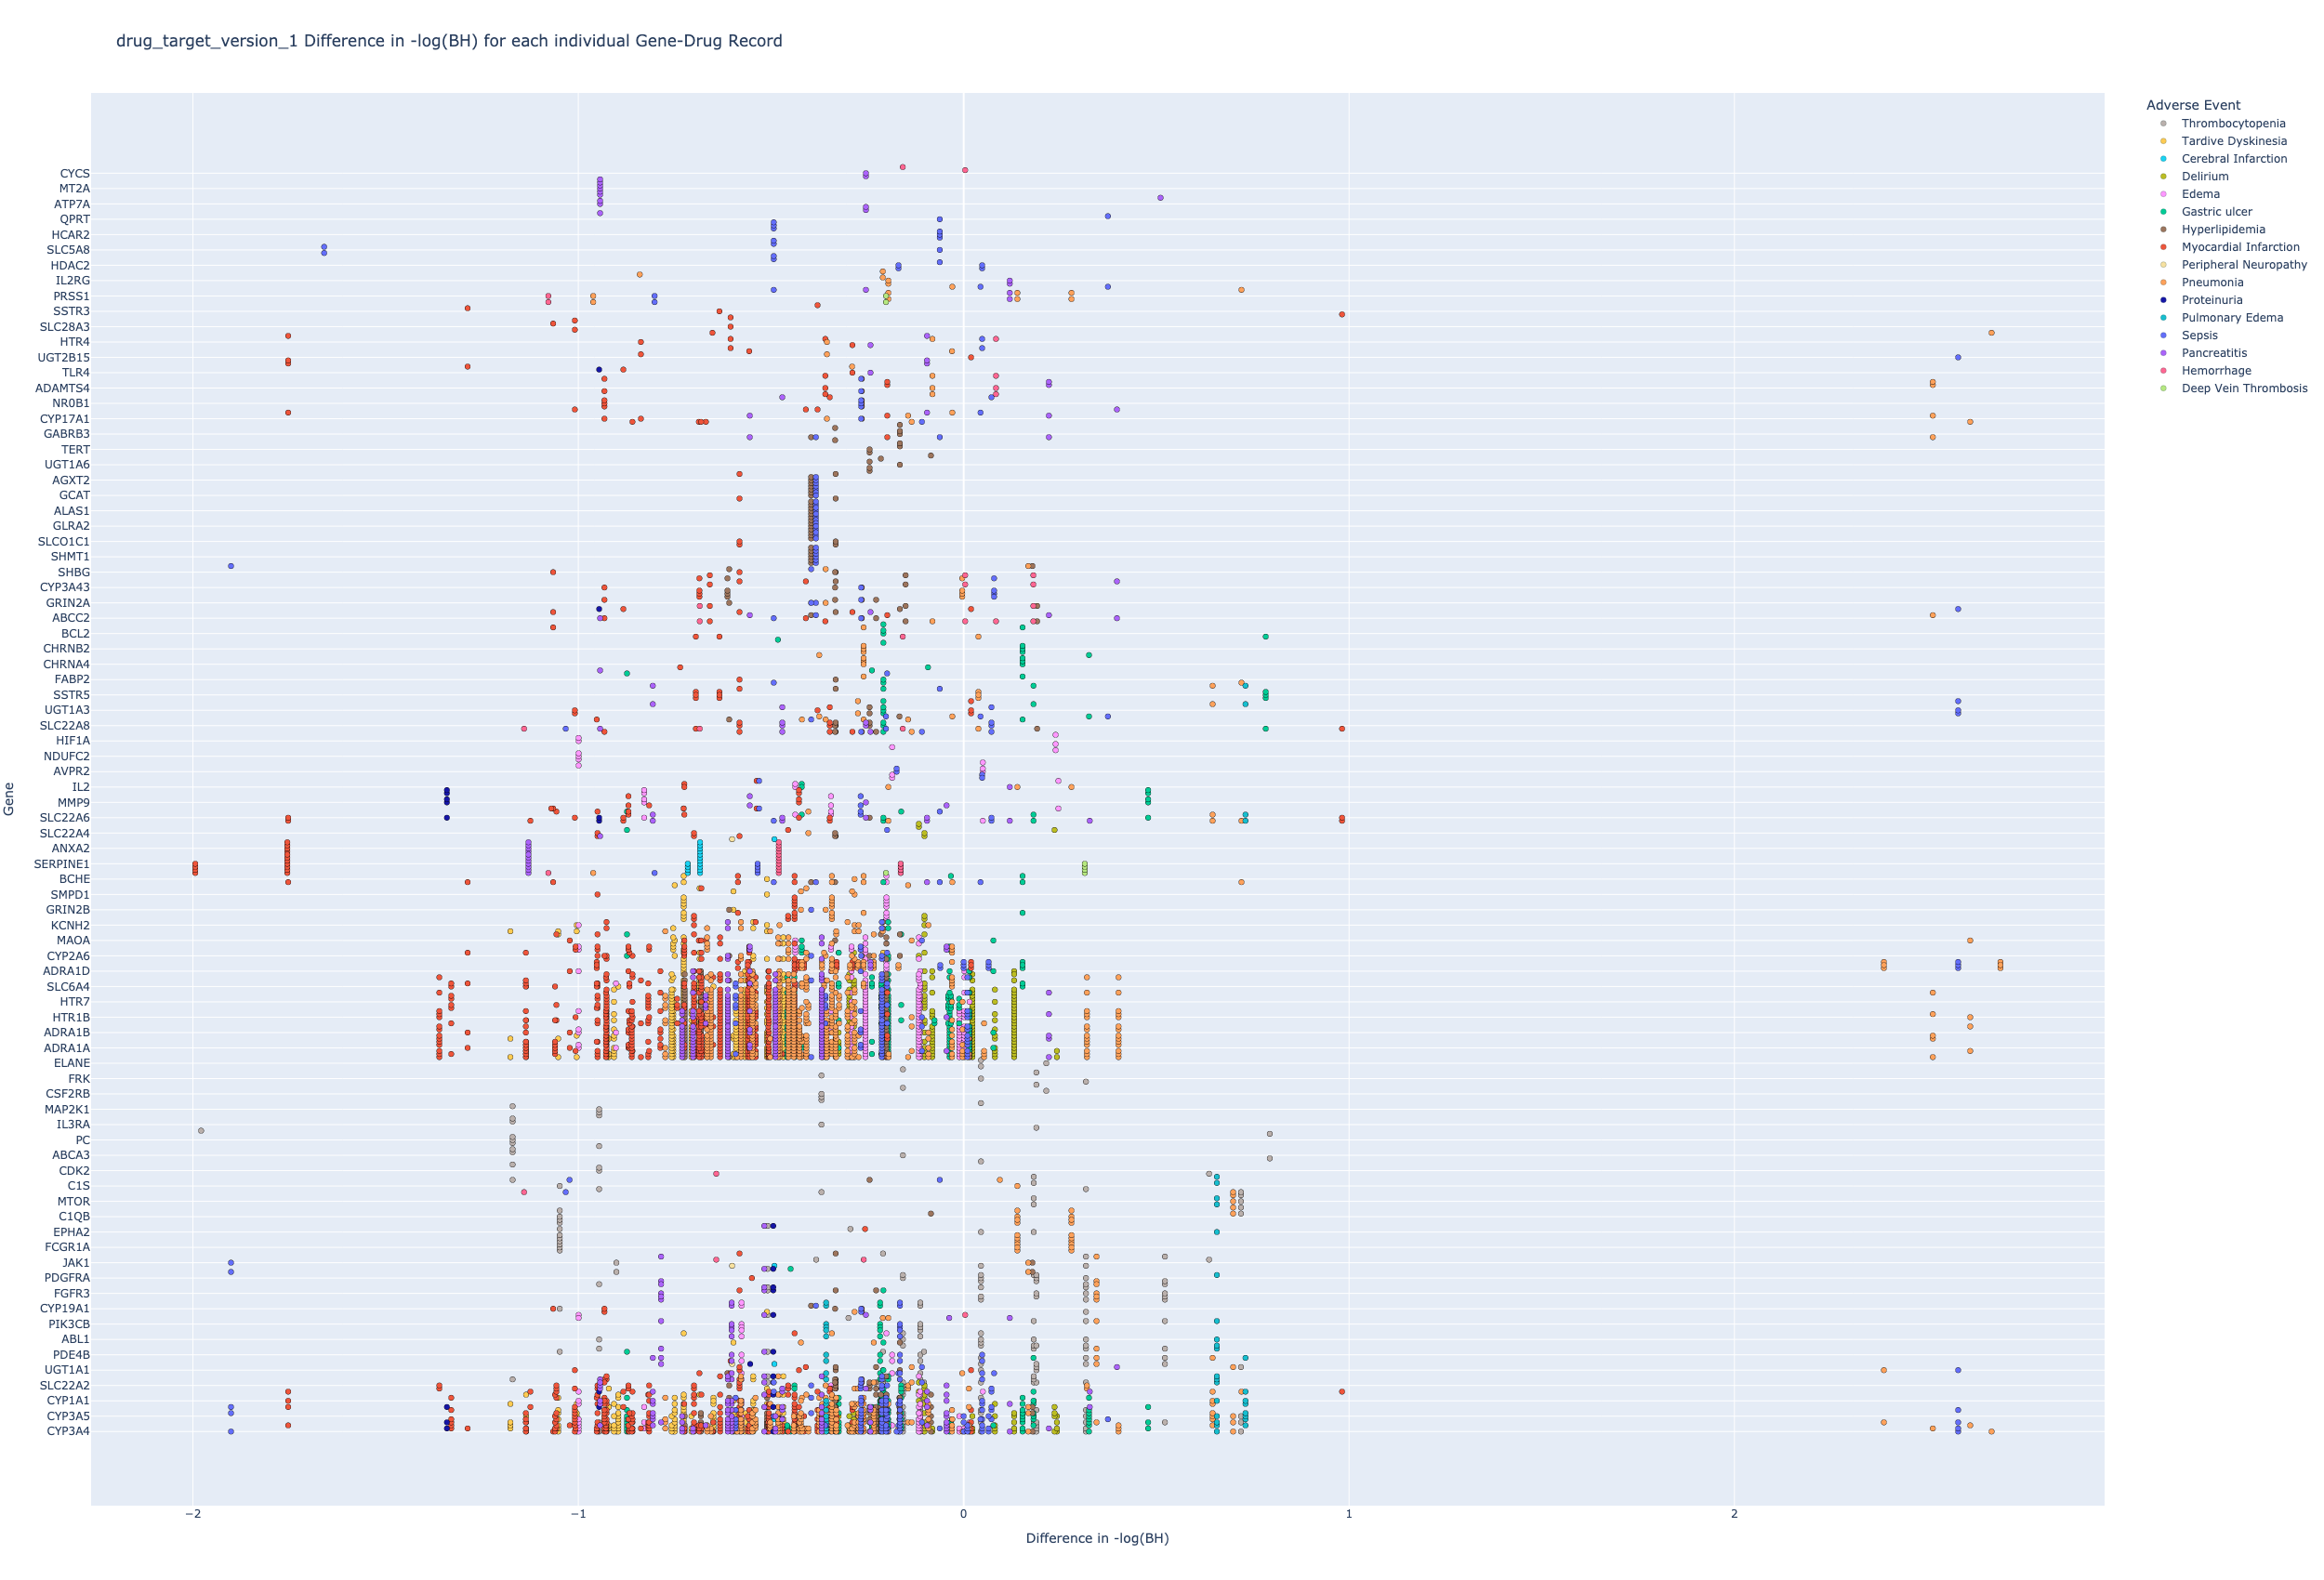 drug_target_version_1 Difference in -log(BH) for each individual Gene-Drug Record
Adverse Event
Thrombocytopenia
Tardive Dyskinesia
Cerebral Infarction
Delirium
Edema
Gastric ulcer
Hyperlipidemia
Myocardial Infarction
Peripheral Neuropathy
Pneumonia
Proteinuria
Pulmonary Edema
Sepsis
Pancreatitis
Hemorrhage
Deep Vein Thrombosis
Gene
CYCS
MT2A
ATP7A
QPRT
HCAR2
SLC5A8
HDAC2
IL2RG
PRSS1
SSTR3
SLC28A3
HTR4
UGT2B15
TLR4
ADAMTS4
NR0B1
CYP17A1
GABRB3
TERT
UGT1A6
AGXT2
GCAT
ALAS1
GLRA2
SLCO1C1
SHMT1
SHBG
CYP3A43
GRIN2A
ABCC2
BCL2
CHRNB2
CHRNA4
FABP2
SSTR5
UGT1A3
SLC22A8
HIF1A
NDUFC2
AVPR2
IL2
MMP9
SLC22A6
SLC22A4
ANXA2
SERPINE1
BCHE
SMPD1
GRIN2B
KCNH2
MAOA
CYP2A6
ADRA1D
SLC6A4
HTR7
HTR1B
ADRA1B
ADRA1A
ELANE
FRK
CSF2RB
MAP2K1
IL3RA
PC
ABCA3
CDK2
C1S
MTOR
C1QB
EPHA2
FCGR1A
JAK1
PDGFRA
FGFR3
CYP19A1
PIK3CB
ABL1
PDE4B
UGT1A1
SLC22A2
CYP1A1
CYP3A5
CYP3A4
−2 −1 0 1 2
Difference in -log(BH)